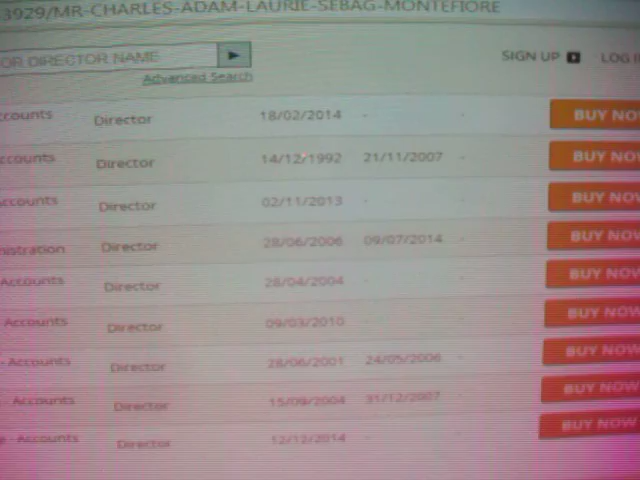 3929/MR-CHARLES-ADAM-LAURIE-SEBAG-MONTEFIORE
OR DIRECTOR NAME
SIGN UP LOG I
Advanced Search
ccounts Director 18/02/2014 - - BUY NO
ccounts Director 14/12/1992 21/11/2007 - BUY NOW
ccounts Director 02/11/2013 - - BUY NOW
nistration Director 28/06/2006 09/07/2014 - BUY NOW
Accounts Director 28/04/2004 - - BUY NOW
Accounts Director 09/03/2010 BUY NOW
- Accounts Director 28/06/2001 24/05/2006 - BUY NOW
- Accounts Director 15/09/2004 31/12/2007 - BUY NOW
- Accounts Director 12/12/2014 - - BUY NOW